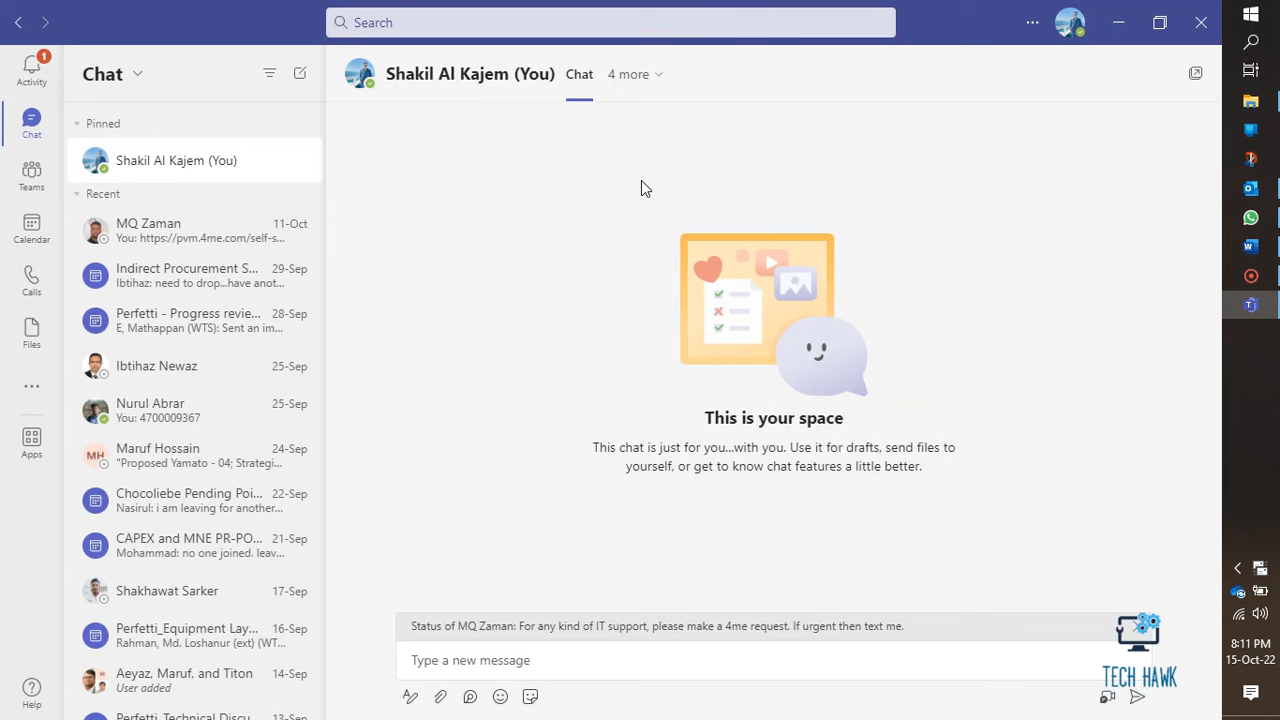 Search
Activity
1
Chat
Teams
Calendar
Calls
Files
Apps
Help
Chat
Pinned
Shakil Al Kajem (You)
Recent
MQ Zaman 11-Oct
You: https://pvm.4me.com/self-s...
Indirect Procurement S... 29-Sep
Ibtihaz: need to drop...have anot...
Perfetti - Progress revie... 28-Sep
E, Mathappan (WTS): Sent an im...
Ibtihaz Newaz 25-Sep
Nurul Abrar 25-Sep
You: 4700009367
Maruf Hossain 24-Sep
MH
"Proposed Yamato - 04; Strategi...
Chocoliebe Pending Poi... 22-Sep
Nasirul: i am leaving for another...
CAPEX and MNE PR-PO... 21-Sep
Mohammad: no one joined. leav...
Shakhawat Sarker 17-Sep
Perfetti_Equipment Lay... 16-Sep
Rahman, Md. Loshanur (ext) (WT...
Aeyaz, Maruf, and Titon 14-Sep
User added
Perfetti_Technical Discu... 13-Sep
Shakil Al Kajem (You) Chat 4 more
This is your space
This chat is just for you...with you. Use it for drafts, send files to
yourself, or get to know chat features a little better.
Status of MQ Zaman: For any kind of IT support, please make a 4me request. If urgent then text me.
Type a new message
TECH HAWK
8:11 PM
15-Oct-22